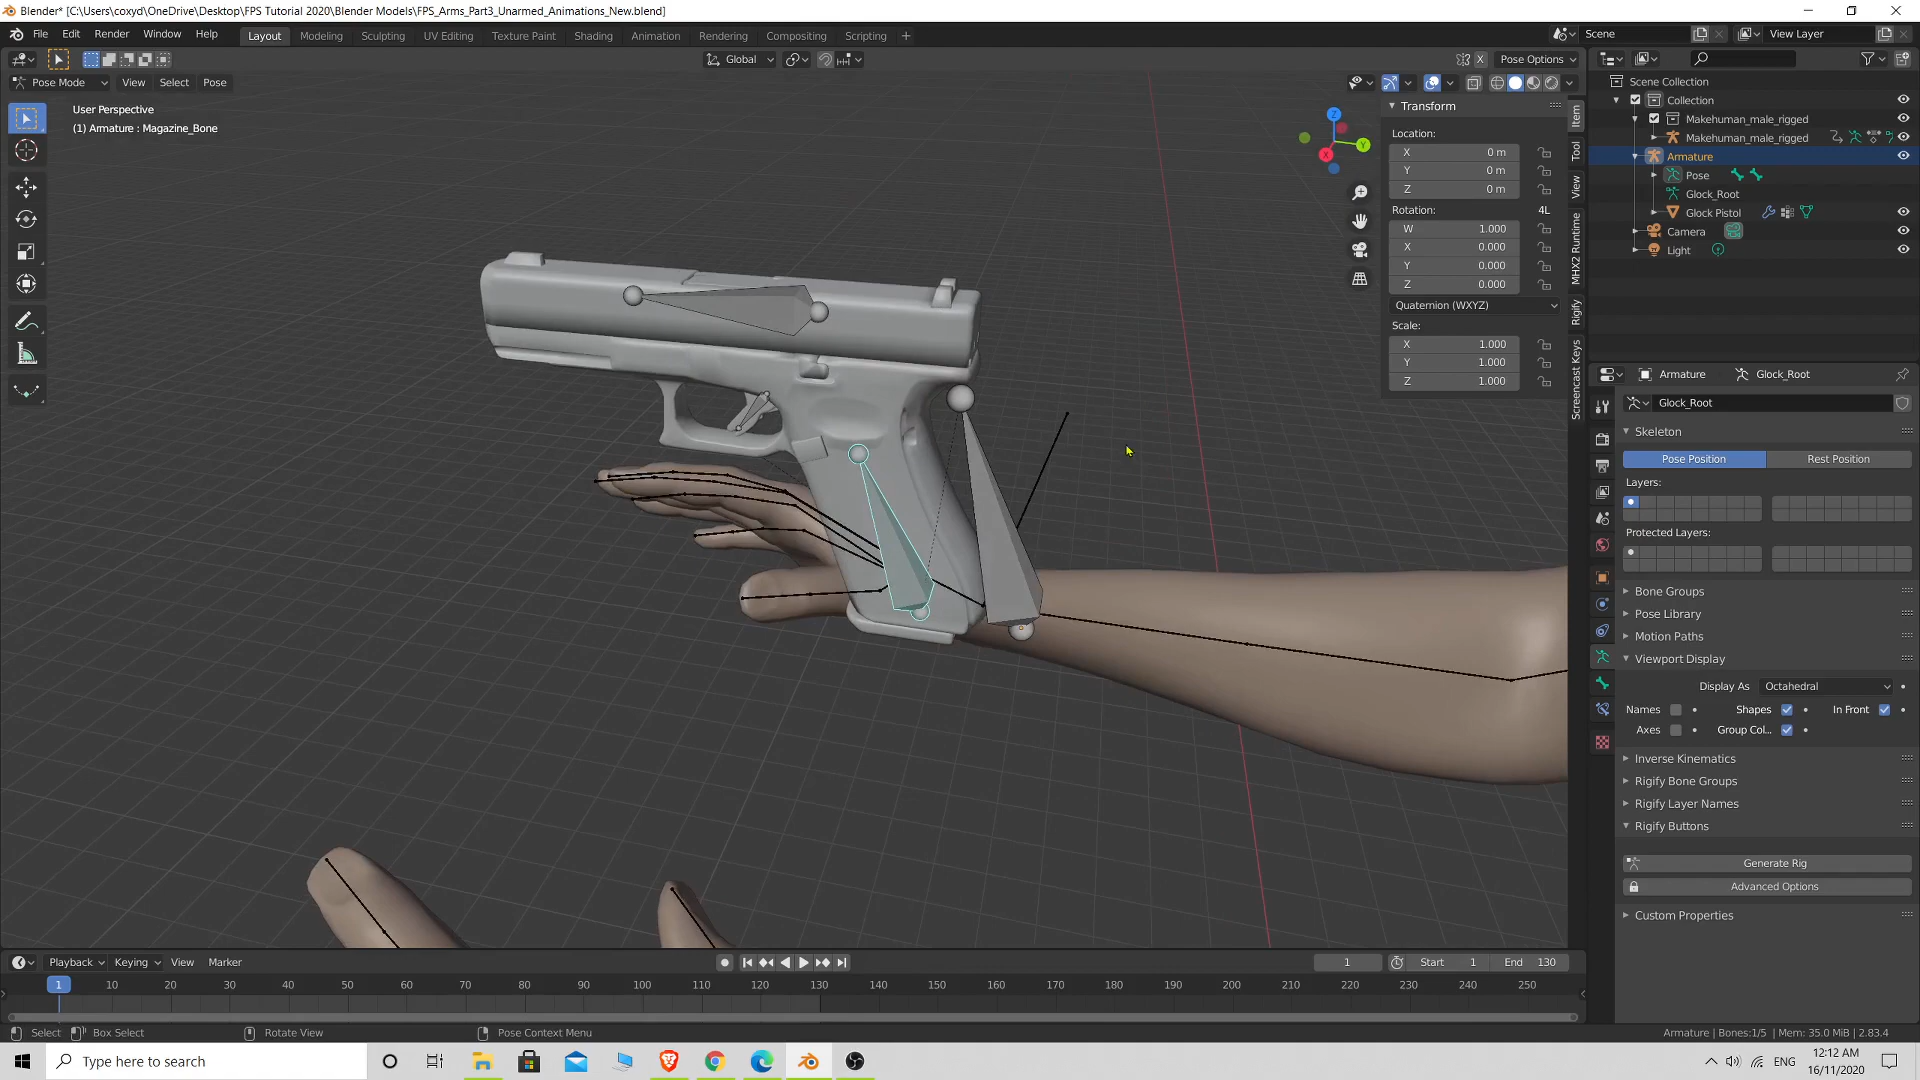 Blender* [C:\Users\coxyd\OneDrive\Desktop\FPS Tutorial 2020\Blender Models\FPS_Arms_Part3_Unarmed_Animations_New.blend]
File Edit Render Window Help Layout Modeling Sculpting UV Editing Texture Paint Shading Animation Rendering Compositing Scripting + Scene View Layer
Global Pose Options
Pose Mode View Select Pose
User Perspective
(1) Armature : Magazine_Bone
Z
Y
X
Transform
Location:
X 0 m
Y 0 m
Z 0 m
Rotation: 4L
W 1.000
X 0.000
Y 0.000
Z 0.000
Quaternion (WXYZ)
Scale:
X 1.000
Y 1.000
Z 1.000
Item
Tool
View
MHX2 Runtime
Rigify
Screencast Keys
Scene Collection
Collection
Makehuman_male_rigged
Makehuman_male_rigged
Armature
Pose
Glock_Root
Glock Pistol
Camera
Light
Armature Glock_Root
Glock_Root
Skeleton
Pose Position Rest Position
Layers:
Protected Layers:
Bone Groups
Pose Library
Motion Paths
Viewport Display
Display As Octahedral
Names Shapes In Front
Axes Group Col...
Inverse Kinematics
Rigify Bone Groups
Rigify Layer Names
Rigify Buttons
Generate Rig
Advanced Options
Custom Properties
Playback Keying View Marker 1 Start 1 End 130
1 10 20 30 40 50 60 70 80 90 100 110 120 130 140 150 160 170 180 190 200 210 220 230 240 250
Select Box Select Rotate View Pose Context Menu Armature | Bones:1/5 | Mem: 35.0 MiB | 2.83.4
Type here to search ENG 12:12 AM
16/11/2020